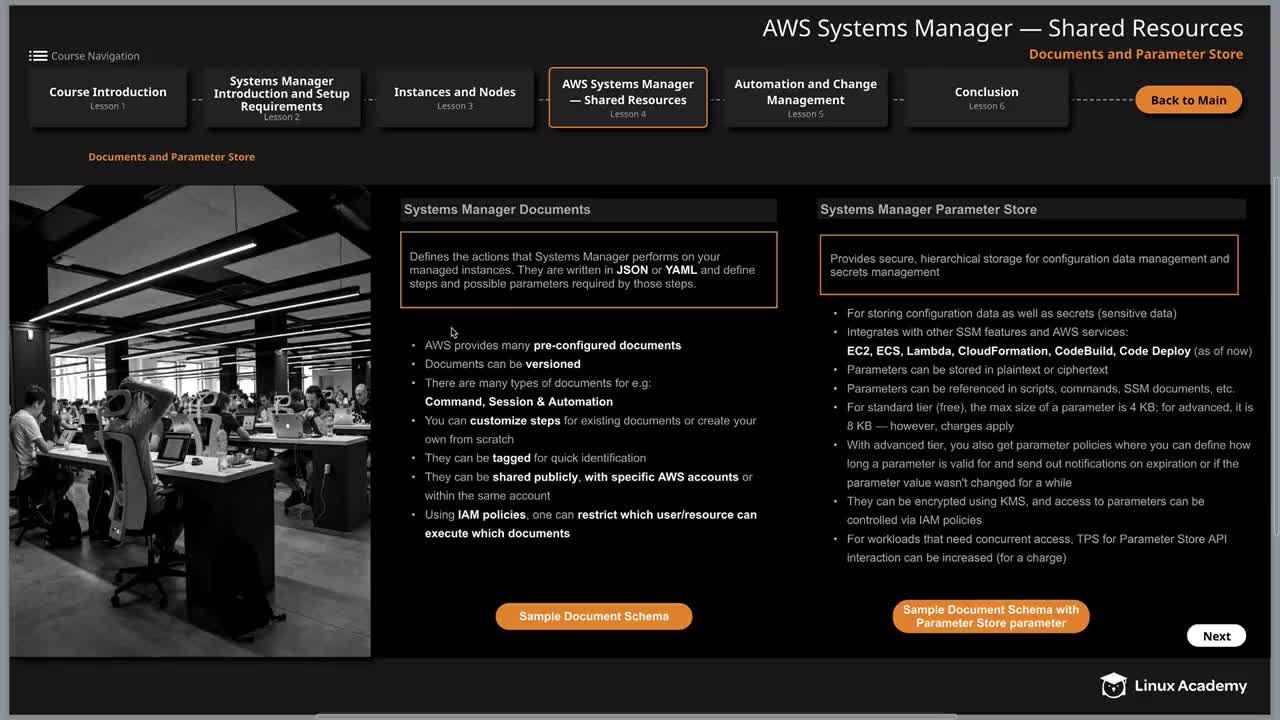 AWS Systems Manager — Shared Resources
Documents and Parameter Store
Course Navigation
Course Introduction
Lesson 1
Systems Manager
Introduction and Setup
Requirements
Lesson 2
Instances and Nodes
Lesson 3
AWS Systems Manager
— Shared Resources
Lesson 4
Automation and Change
Management
Lesson 5
Conclusion
Lesson 6
Back to Main
Documents and Parameter Store
Systems Manager Documents
Defines the actions that Systems Manager performs on your
managed instances. They are written in JSON or YAML and define
steps and possible parameters required by those steps.
• AWS provides many pre-configured documents
• Documents can be versioned
• There are many types of documents for e.g:
Command, Session & Automation
• You can customize steps for existing documents or create your
own from scratch
• They can be tagged for quick identification
• They can be shared publicly, with specific AWS accounts or
within the same account
• Using IAM policies, one can restrict which user/resource can
execute which documents
Sample Document Schema
Systems Manager Parameter Store
Provides secure, hierarchical storage for configuration data management and
secrets management
• For storing configuration data as well as secrets (sensitive data)
• Integrates with other SSM features and AWS services:
EC2, ECS, Lambda, CloudFormation, CodeBuild, Code Deploy (as of now)
• Parameters can be stored in plaintext or ciphertext
• Parameters can be referenced in scripts, commands, SSM documents, etc.
• For standard tier (free), the max size of a parameter is 4 KB; for advanced, it is
8 KB — however, charges apply
• With advanced tier, you also get parameter policies where you can define how
long a parameter is valid for and send out notifications on expiration or if the
parameter value wasn't changed for a while
• They can be encrypted using KMS, and access to parameters can be
controlled via IAM policies
• For workloads that need concurrent access, TPS for Parameter Store API
interaction can be increased (for a charge)
Sample Document Schema with
Parameter Store parameter
Next
Linux Academy